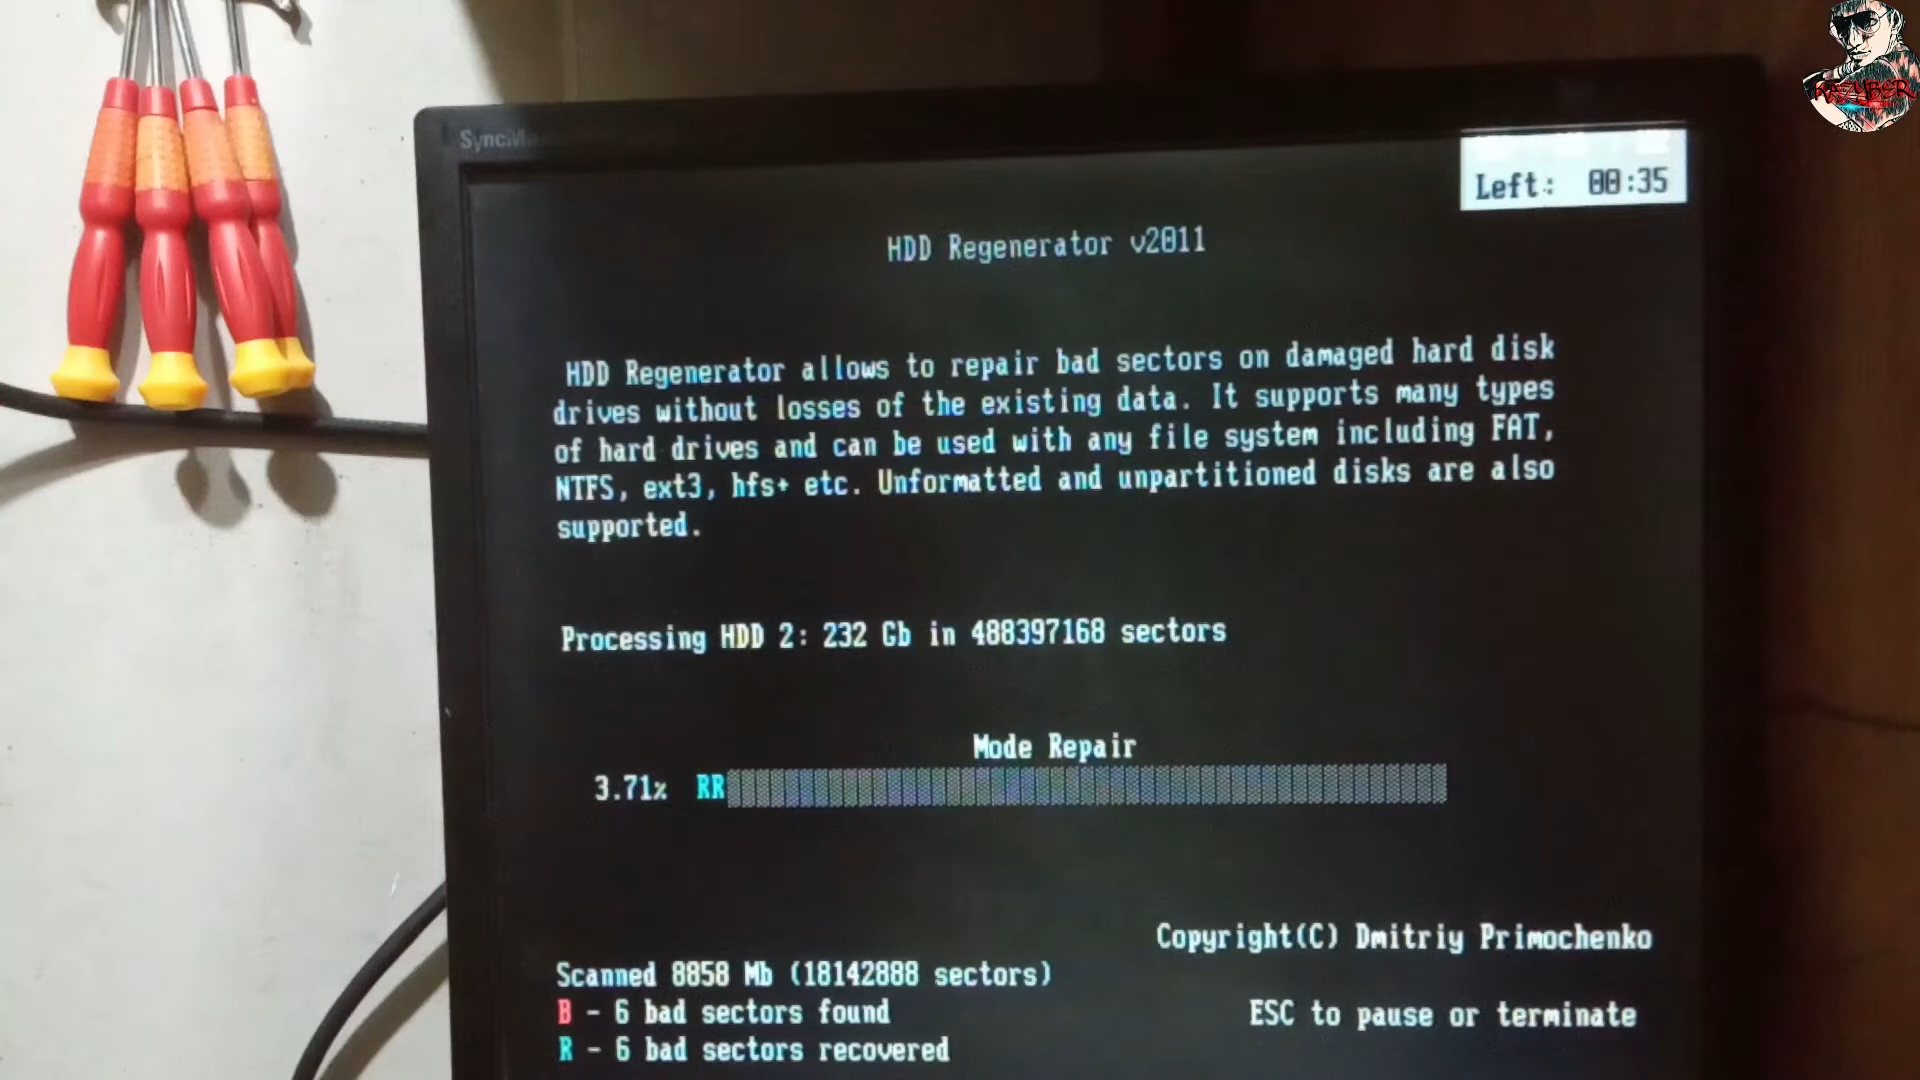 SyncMa
Left: 00:35
HDD Regenerator v2011
HDD Regenerator allows to repair bad sectors on damaged hard disk
drives without losses of the existing data. It supports many types
of hard drives and can be used with any file system including FAT,
NTFS, ext3, hfs+ etc. Unformatted and unpartitioned disks are also
supported.
Processing HDD 2: 232 Gb in 488397168 sectors
Mode Repair
3.71% RR
Copyright(C) Dmitriy Primochenko
Scanned 8858 Mb (18142888 sectors)
B - 6 bad sectors found
ESC to pause or terminate
R - 6 bad sectors recovered